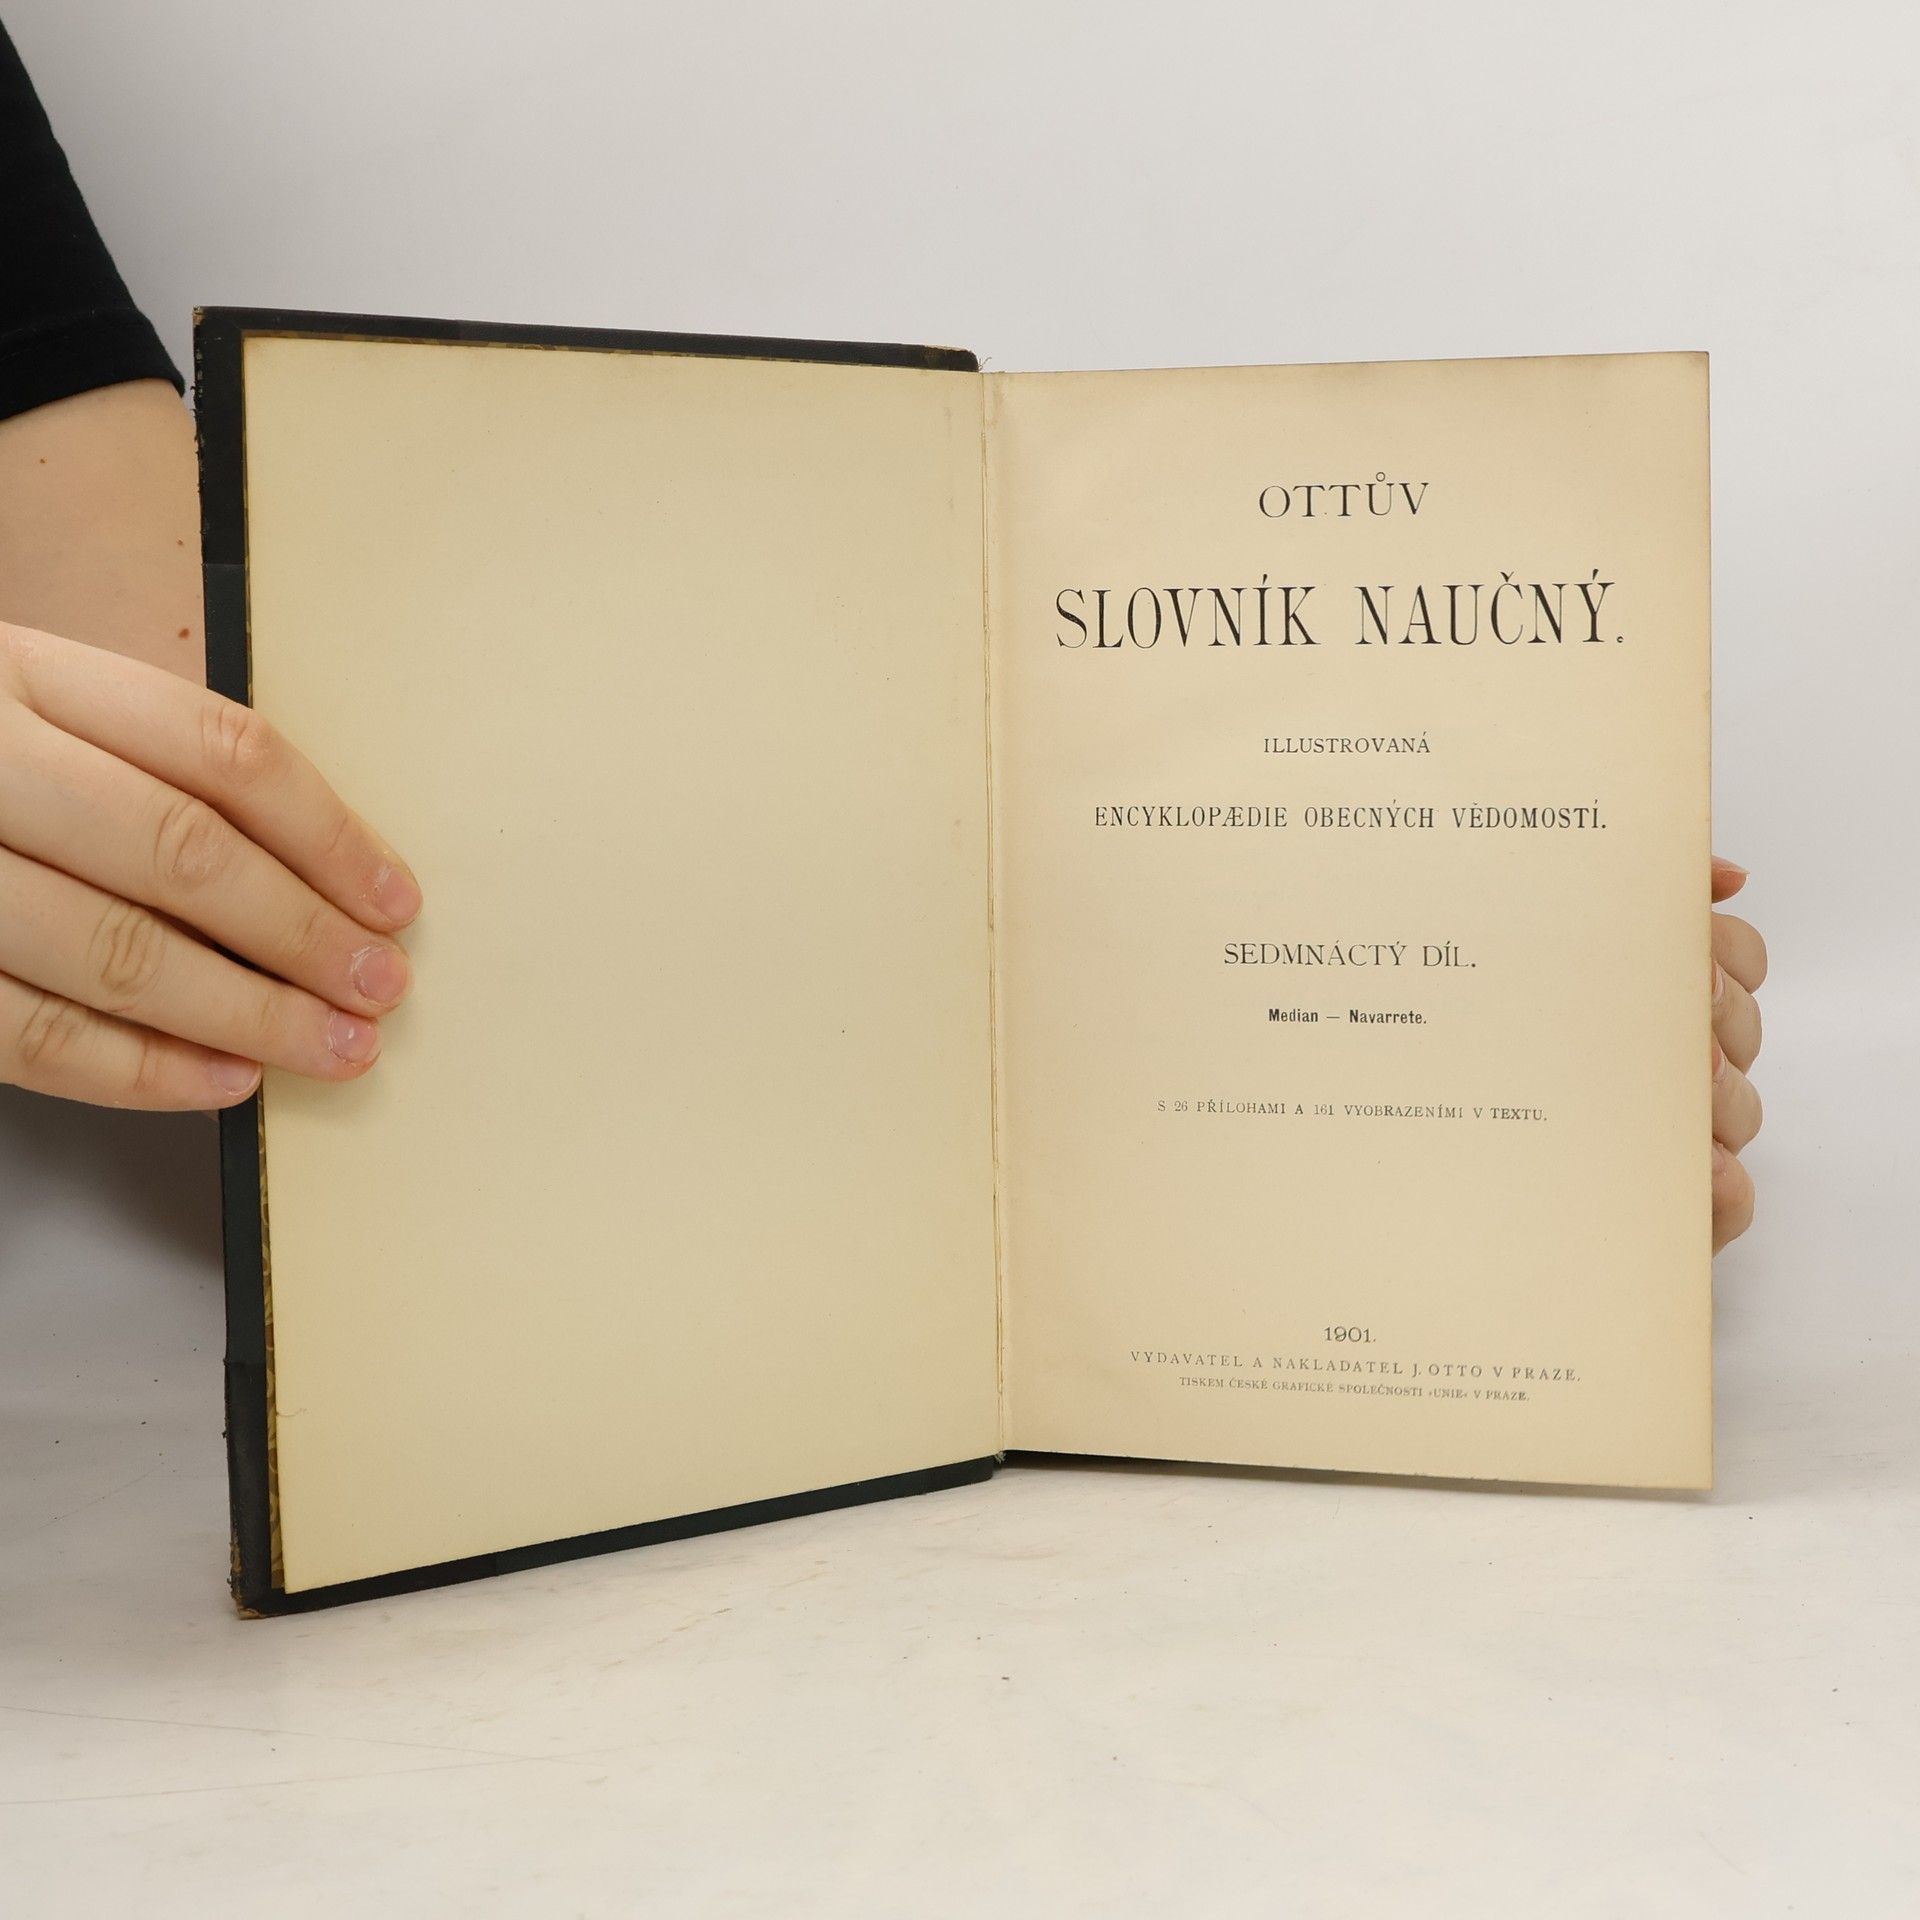 OTTŮV
SLOVNÍK NAUČNÝ.
ILLUSTROVANÁ
ENCYKLOPÆDIE OBECNÝCH VĚDOMOSTÍ.
SEDMNÁCTÝ DÍL.
Median — Navarrete.
S 26 PŘÍLOHAMI A 161 VYOBRAZENÍMI V TEXTU.
1901.
VYDAVATEL A NAKLADATEL J. OTTO V PRAZE.
TISKEM ČESKÉ GRAFICKÉ SPOLEČNOSTI »UNIE« V PRAZE.